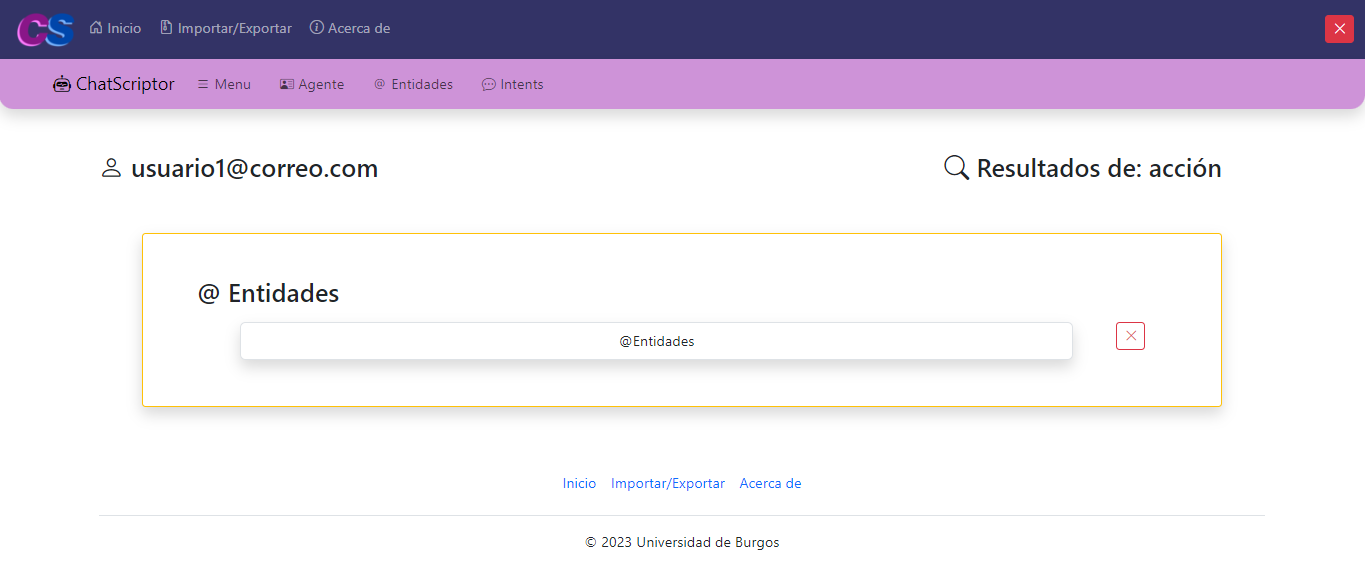 CS Inicio Importar/Exportar Acerca de
ChatScriptor Menu Agente @ Entidades Intents
usuario1@correo.com Resultados de: acción
@ Entidades
@Entidades
Inicio Importar/Exportar Acerca de
© 2023 Universidad de Burgos